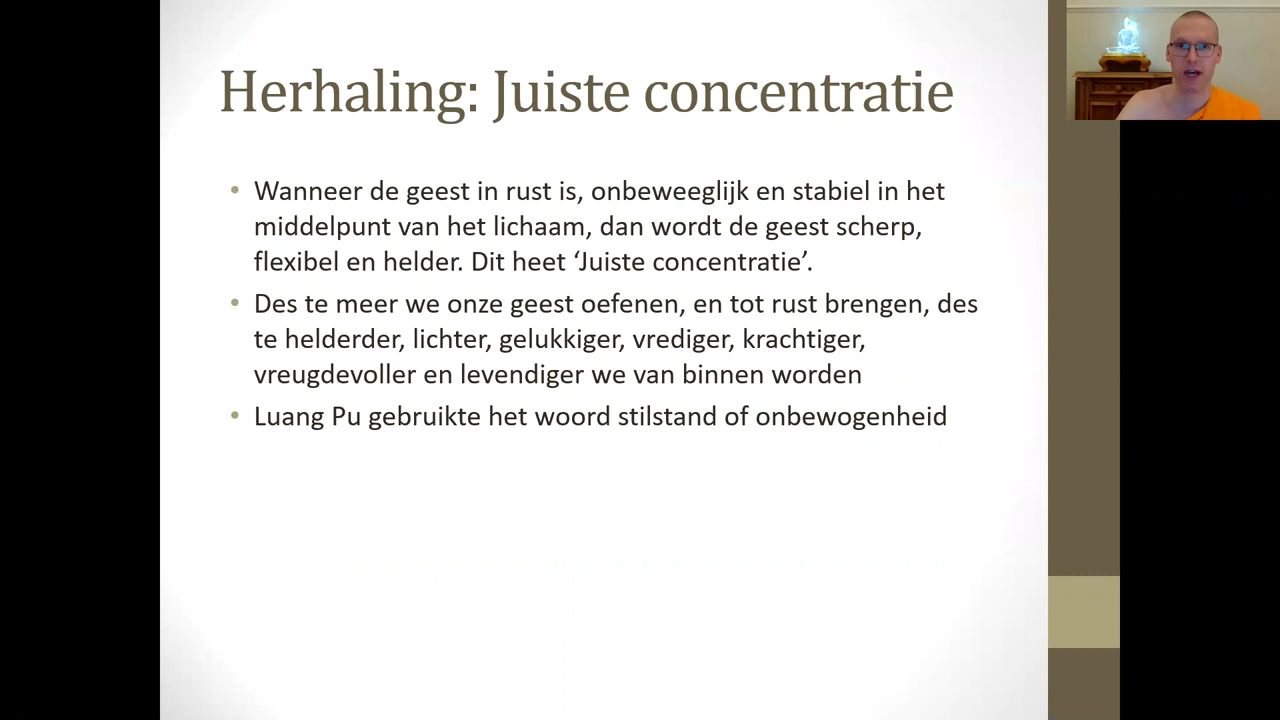 Herhaling: Juiste concentratie
• Wanneer de geest in rust is, onbeweeglijk en stabiel in het
middelpunt van het lichaam, dan wordt de geest scherp,
flexibel en helder. Dit heet ‘Juiste concentratie’.
• Des te meer we onze geest oefenen, en tot rust brengen, des
te helderder, lichter, gelukkiger, vrediger, krachtiger,
vreugdevoller en levendiger we van binnen worden
• Luang Pu gebruikte het woord stilstand of onbewogenheid